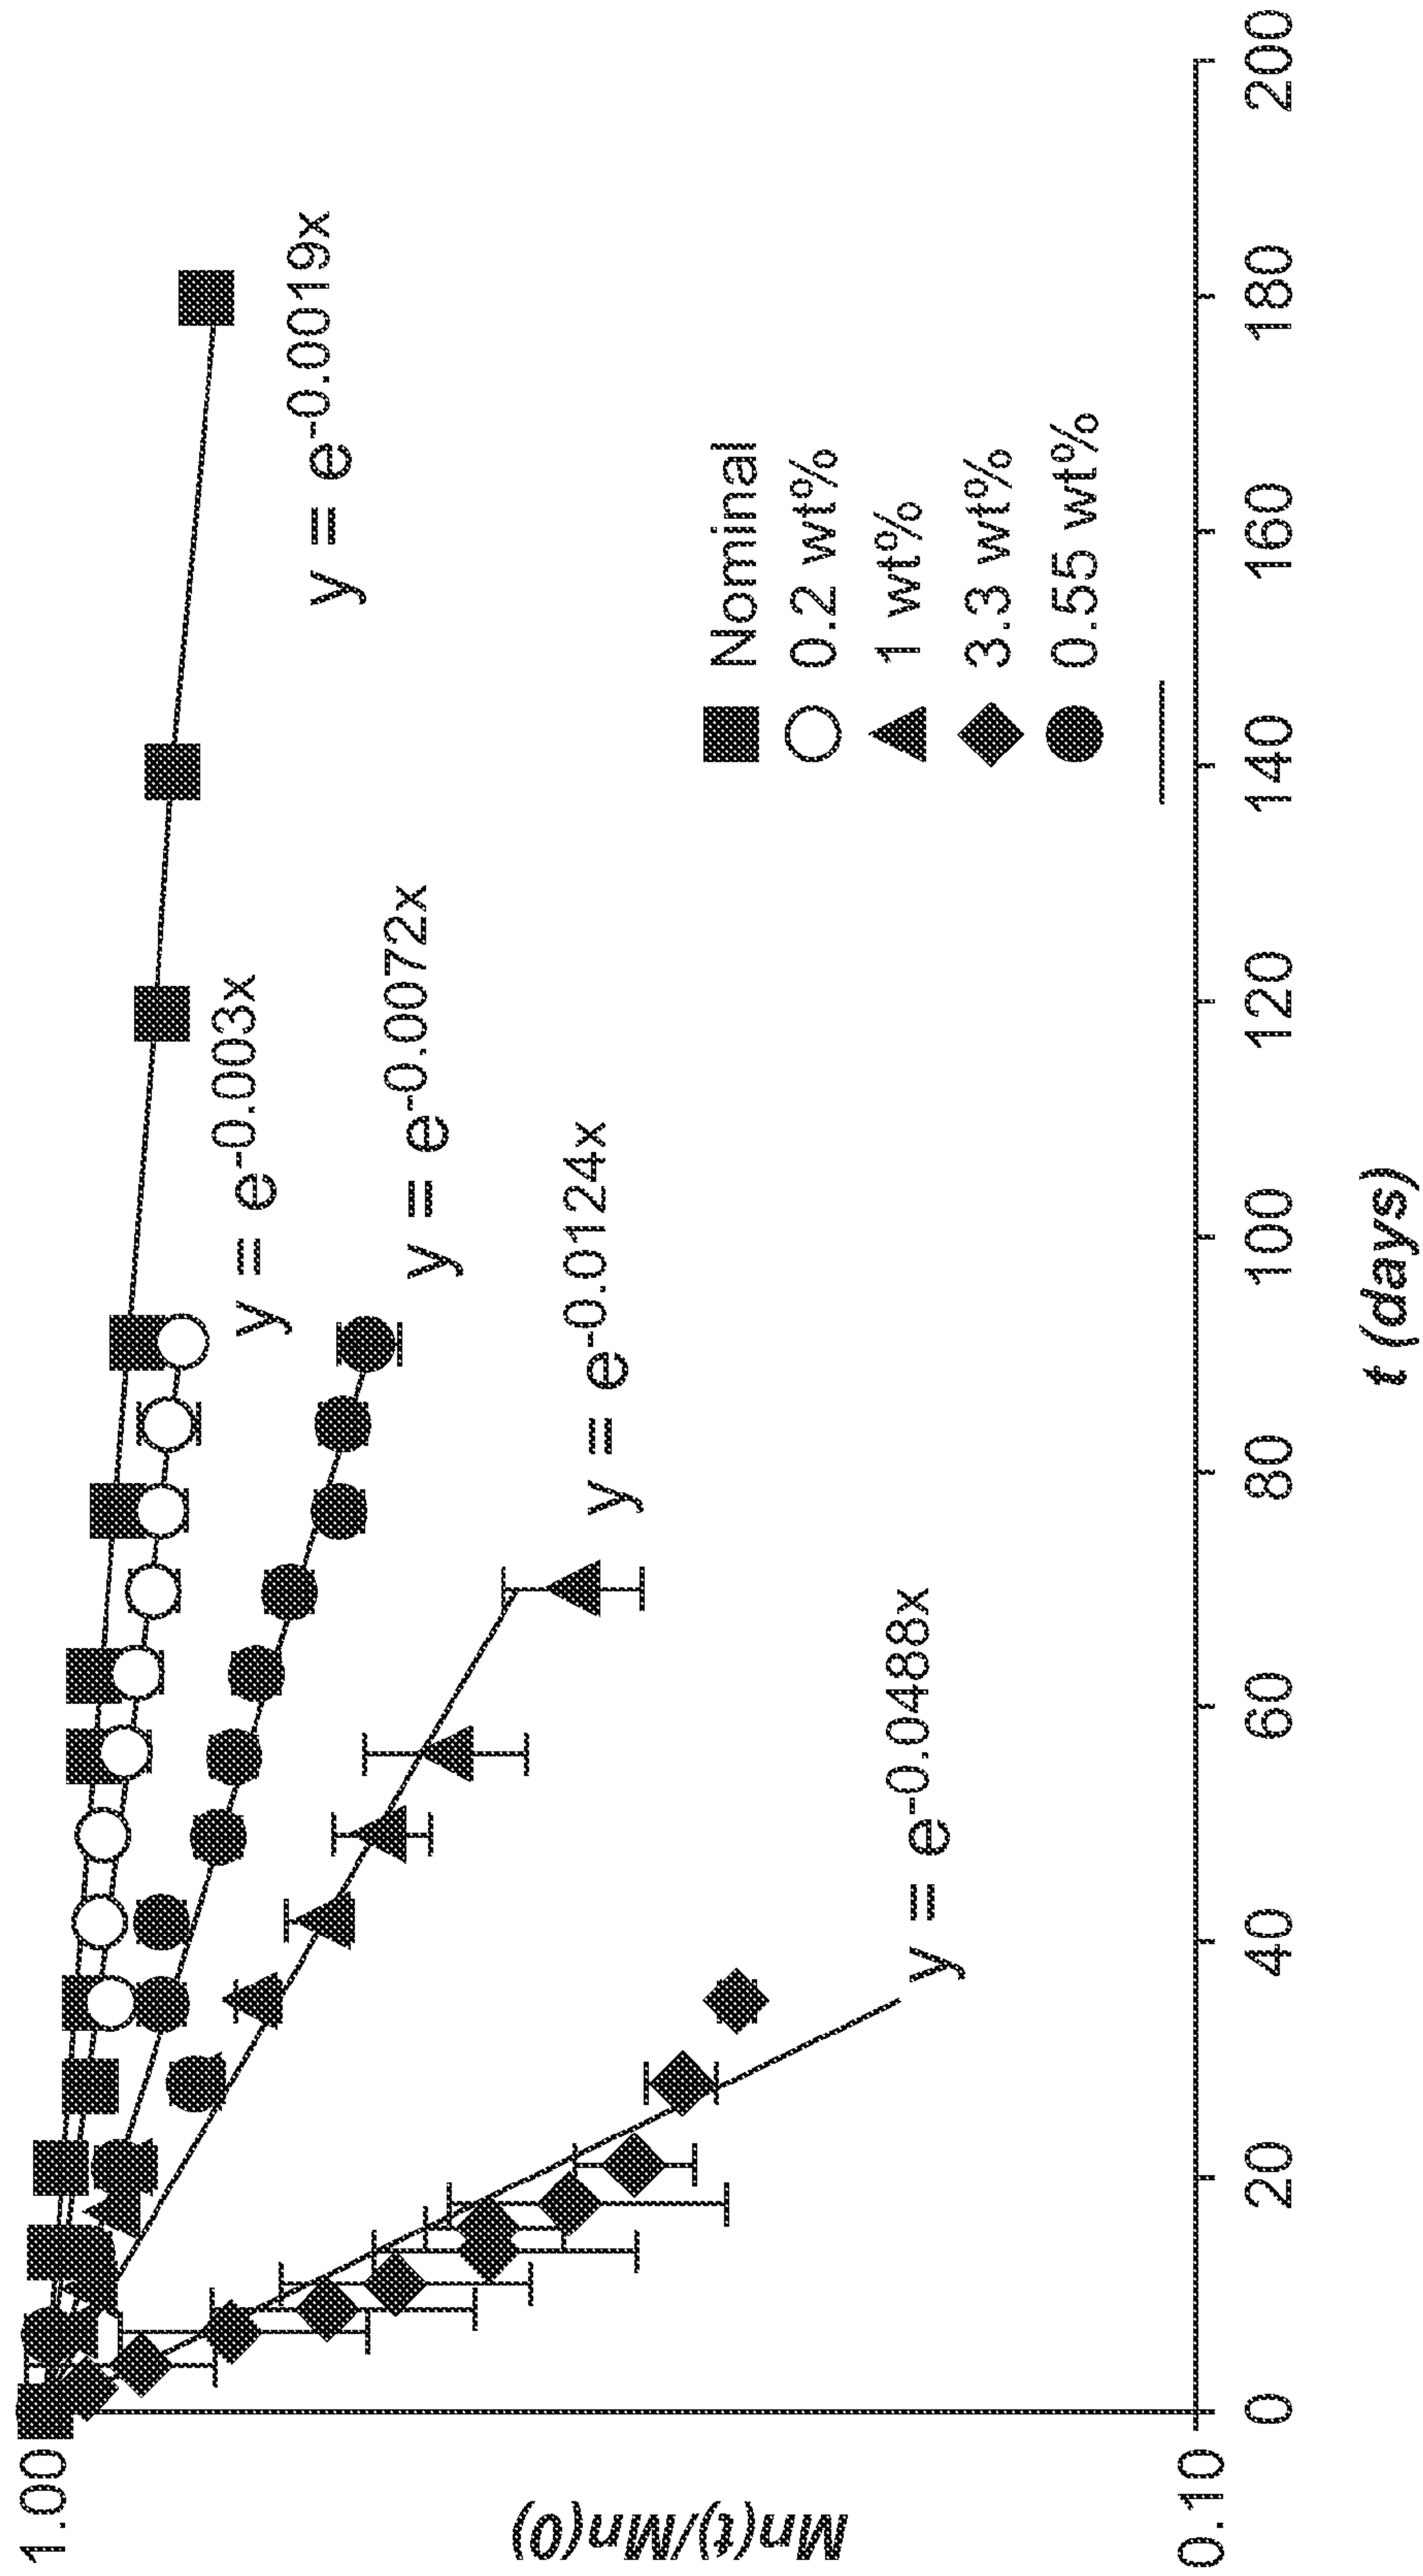 1.00
0.10
Mn(t)/Mn(0)
0
20
40
60
80
100
120
140
160
180
200
t (days)
y = e^-0.0019x
y = e^-0.003x
y = e^-0.0072x
y = e^-0.0124x
y = e^-0.0488x
Nominal
0.2 wt%
1 wt%
3.3 wt%
0.55 wt%